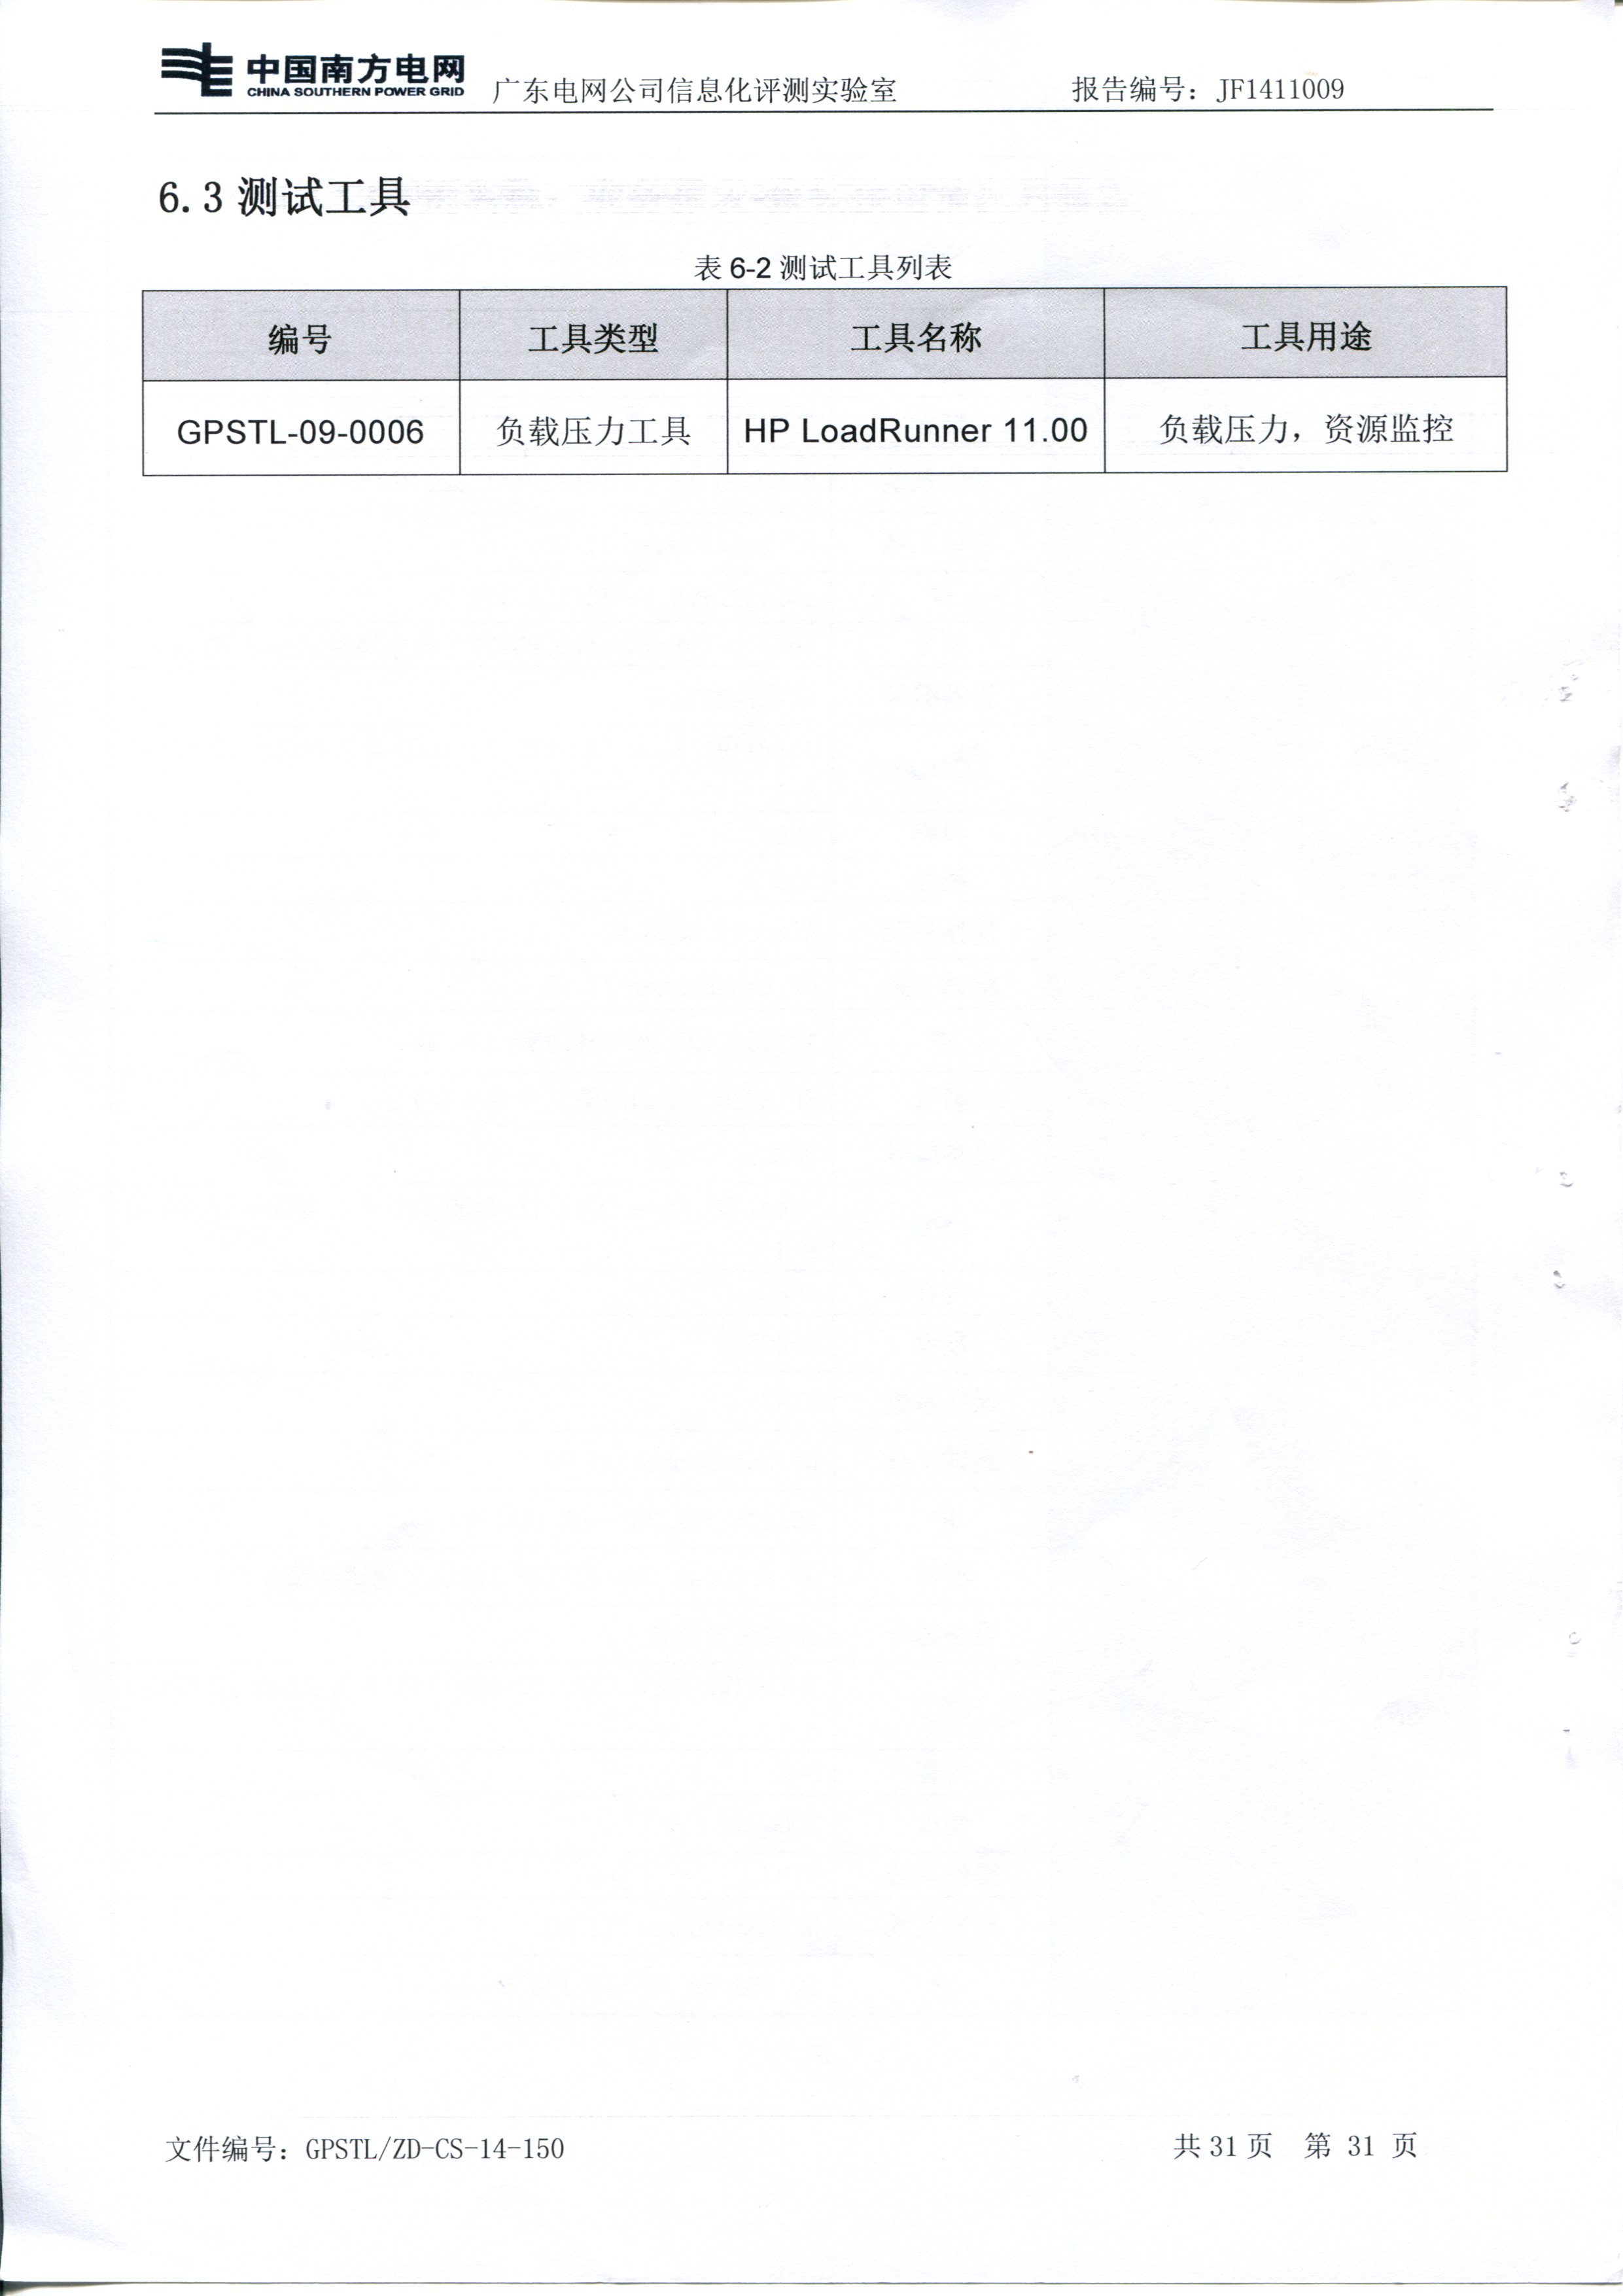 中国南方电网
CHINA SOUTHERN POWER GRID
广东电网公司信息化评测实验室 报告编号：JF1411009
6.3 测试工具
表 6-2 测试工具列表
编号 工具类型 工具名称 工具用途
GPSTL-09-0006 负载压力工具 HP LoadRunner 11.00 负载压力，资源监控
文件编号：GPSTL/ZD-CS-14-150 共 31 页 第 31 页